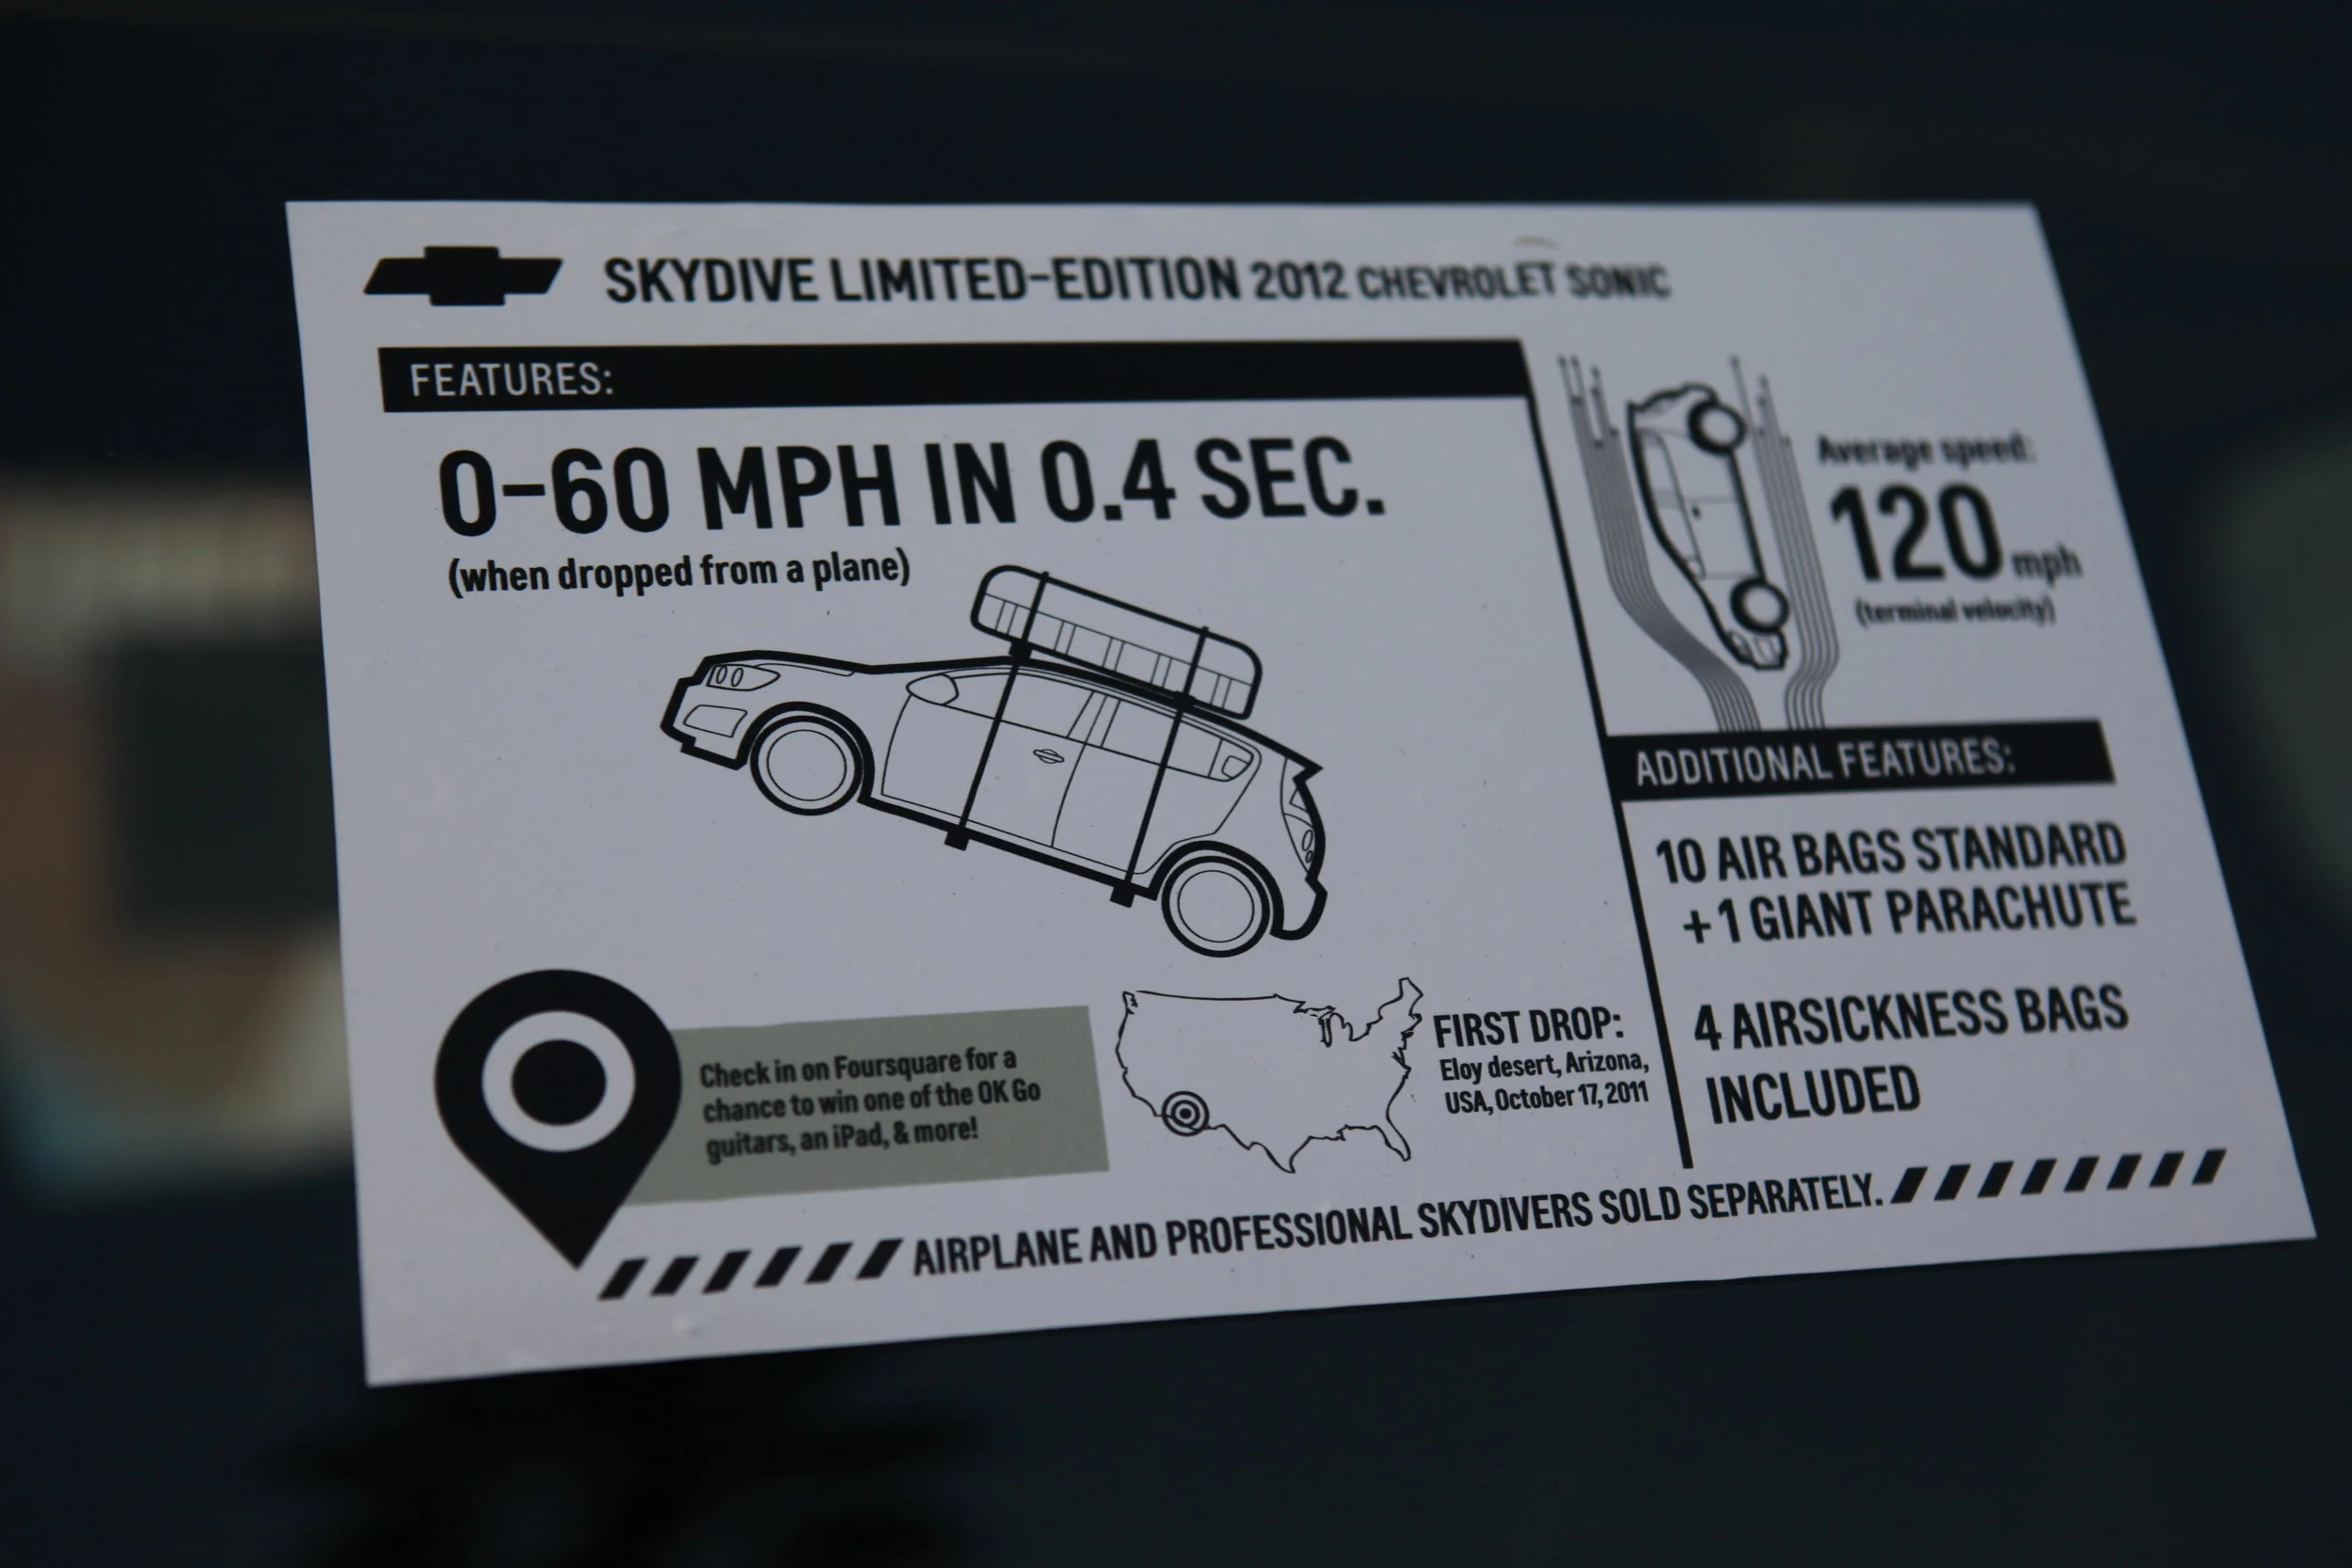 SKYDIVE LIMITED-EDITION 2012 CHEVROLET SONIC
FEATURES:
0-60 MPH IN 0.4 SEC.
(when dropped from a plane)
Average speed:
120 mph
(terminal velocity)
ADDITIONAL FEATURES:
10 AIR BAGS STANDARD
+1 GIANT PARACHUTE
4 AIRSICKNESS BAGS
INCLUDED
Check in on Foursquare for a
chance to win one of the OK Go
guitars, an iPad, & more!
FIRST DROP:
Eloy desert, Arizona,
USA, October 17, 2011
AIRPLANE AND PROFESSIONAL SKYDIVERS SOLD SEPARATELY.